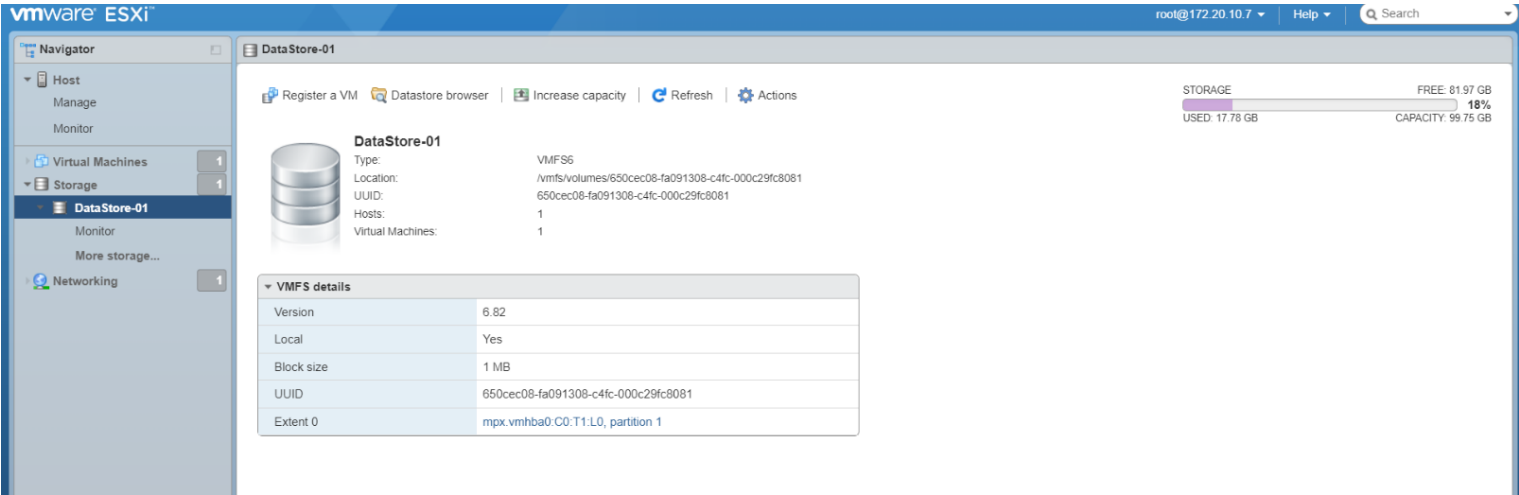 vmware ESXi™
root@172.20.10.7
Help
Search
Navigator
Host
Manage
Monitor
Virtual Machines 1
Storage 1
DataStore-01
Monitor
More storage...
Networking 1
DataStore-01
Register a VM Datastore browser Increase capacity Refresh Actions
STORAGE FREE: 81.97 GB
18%
USED: 17.78 GB CAPACITY: 99.75 GB
DataStore-01
Type: VMFS6
Location: /vmfs/volumes/650cec08-fa091308-c4fc-000c29fc8081
UUID: 650cec08-fa091308-c4fc-000c29fc8081
Hosts: 1
Virtual Machines: 1
VMFS details
Version 6.82
Local Yes
Block size 1 MB
UUID 650cec08-fa091308-c4fc-000c29fc8081
Extent 0 mpx.vmhba0:C0:T1:L0, partition 1